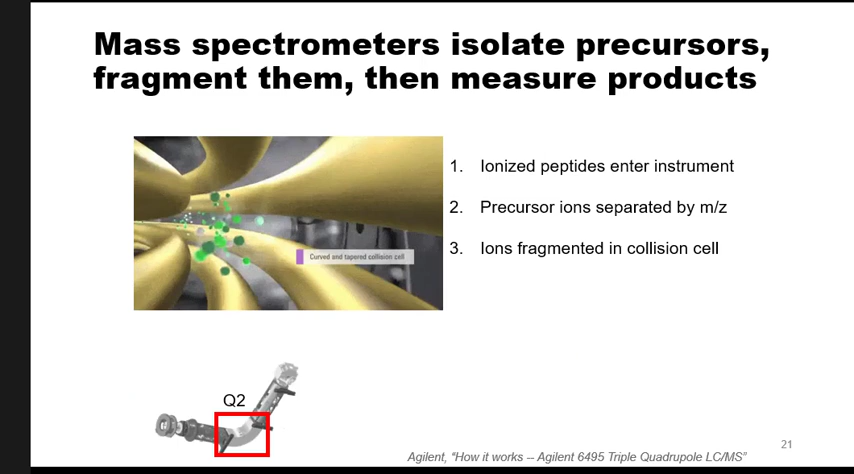 Mass spectrometers isolate precursors,
fragment them, then measure products
1. Ionized peptides enter instrument
2. Precursor ions separated by m/z
3. Ions fragmented in collision cell
Curved and tapered collision cell
Q2
21
Agilent, “How it works -- Agilent 6495 Triple Quadrupole LC/MS”